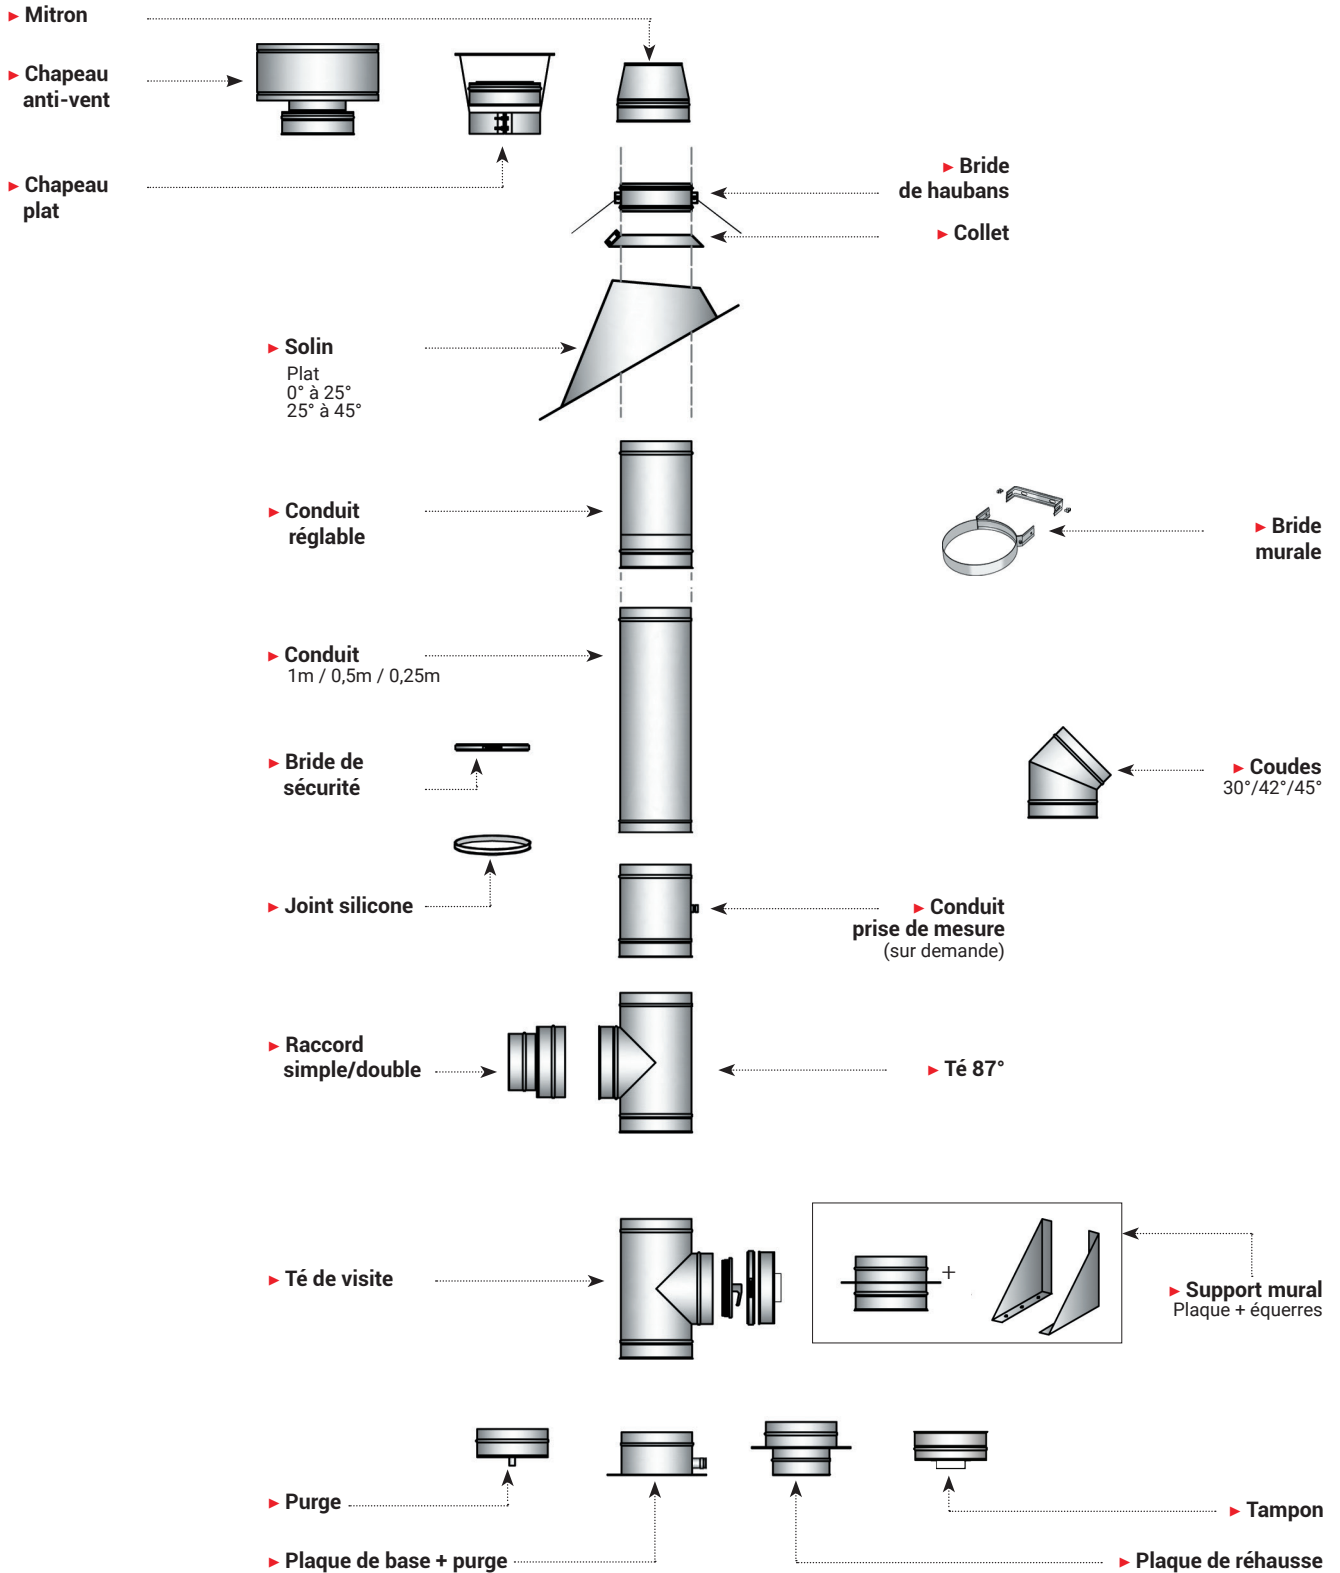 ► Mitron
► Chapeau
anti-vent
► Chapeau
plat
► Bride
de haubans
► Collet
► Solin
Plat
0° à 25°
25° à 45°
► Conduit
réglable
► Bride
murale
► Conduit
1m / 0,5m / 0,25m
► Bride de
sécurité
► Coudes
30°/42°/45°
► Joint silicone
► Conduit
prise de mesure
(sur demande)
► Raccord
simple/double
► Té 87°
► Té de visite
+
► Support mural
Plaque + équerres
► Purge
► Tampon
► Plaque de base + purge
► Plaque de réhausse